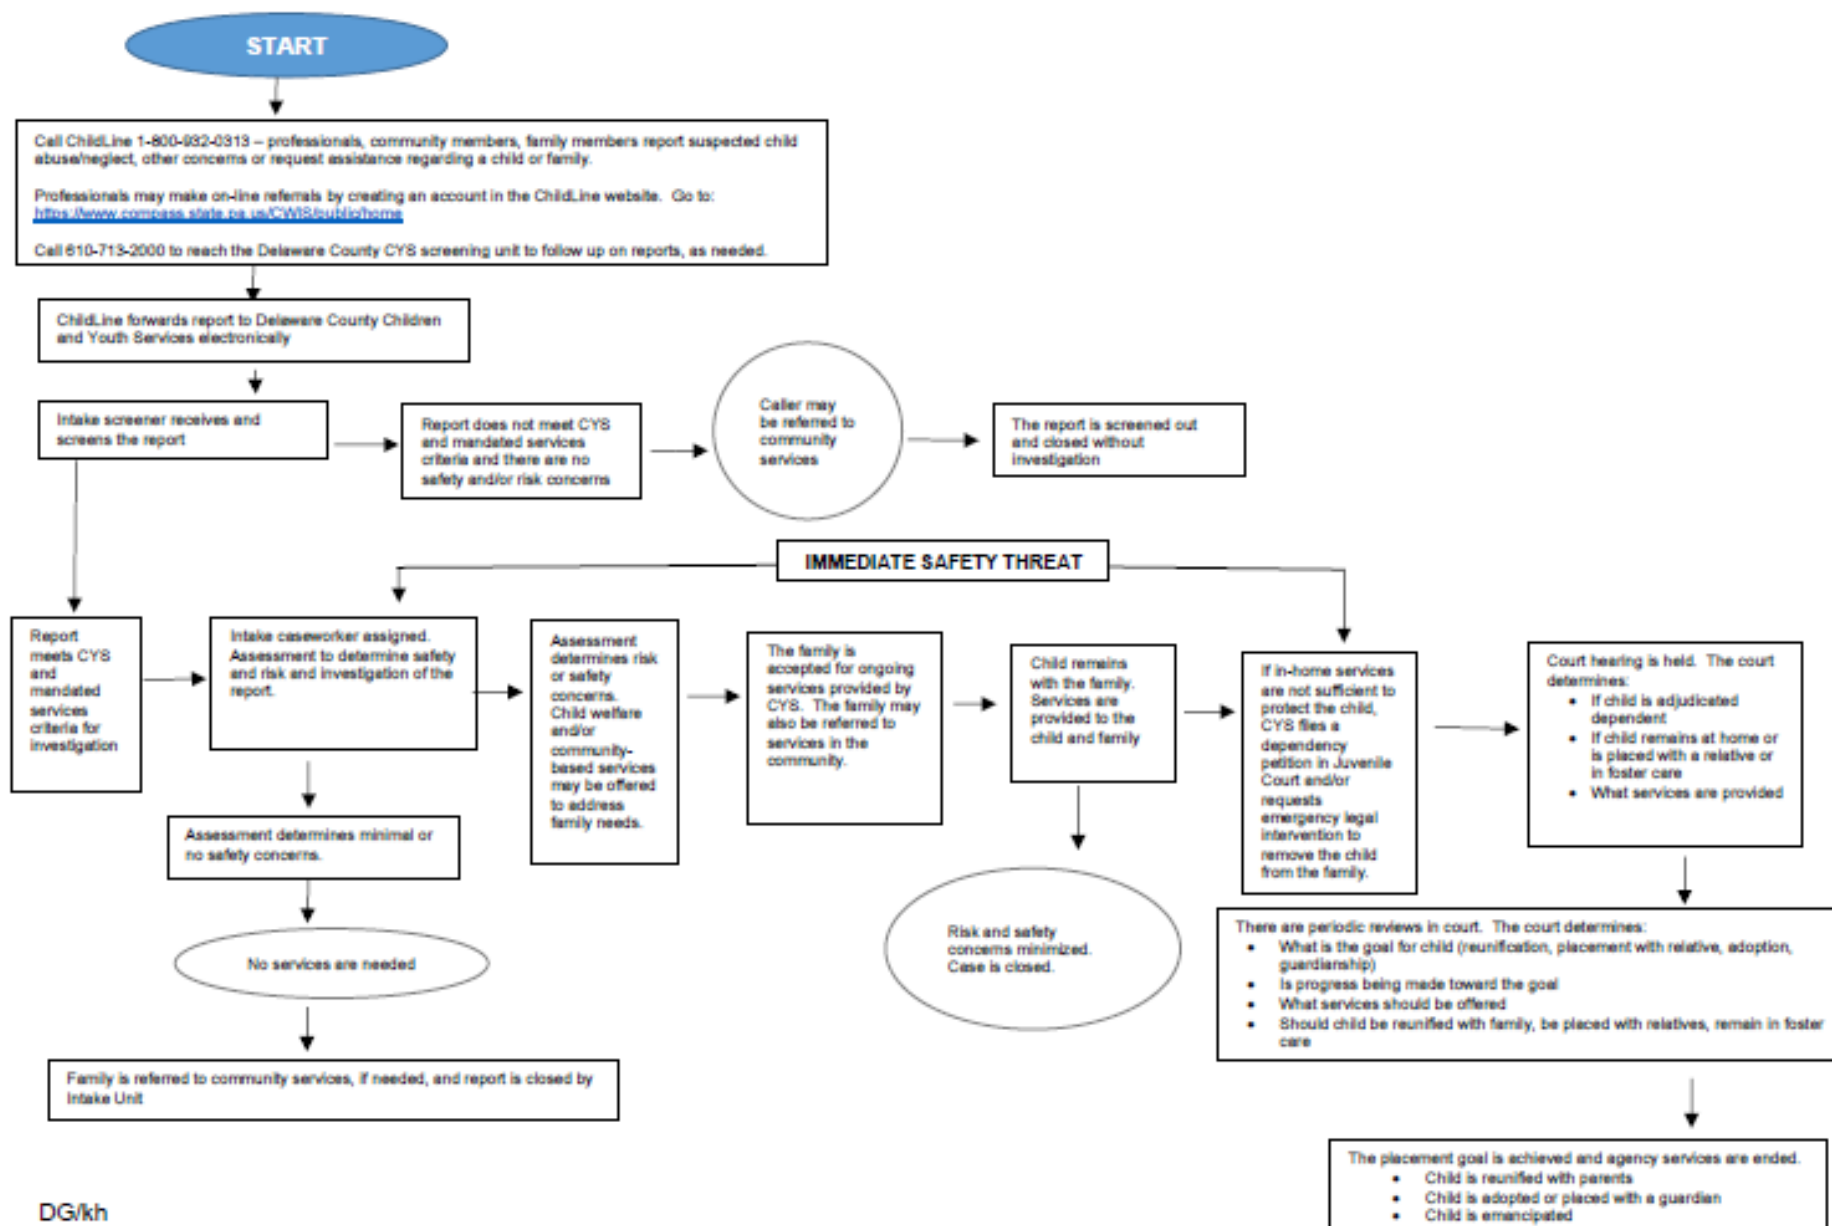 START
Call ChildLine 1-800-932-0313 – professionals, community members, family members report suspected child
abuse/neglect, other concerns or request assistance regarding a child or family.
Professionals may make on-line referrals by creating an account in the ChildLine website. Go to:
https://www.compass.state.pa.us/CWIS/public/home
Call 610-713-2000 to reach the Delaware County CYS screening unit to follow up on reports, as needed.
ChildLine forwards report to Delaware County Children
and Youth Services electronically
Intake screener receives and
screens the report
Report does not meet CYS
and mandated services
criteria and there are no
safety and/or risk concerns
Caller may
be referred to
community
services
The report is screened out
and closed without
investigation
IMMEDIATE SAFETY THREAT
Report
meets CYS
and
mandated
services
criteria for
investigation
Intake caseworker assigned.
Assessment to determine safety
and risk and investigation of the
report.
Assessment
determines risk
or safety
concerns.
Child welfare
and/or
community-
based services
may be offered
to address
family needs.
The family is
accepted for ongoing
services provided by
CYS. The family may
also be referred to
services in the
community.
Child remains
with the family.
Services are
provided to the
child and family
If in-home services
are not sufficient to
protect the child,
CYS files a
dependency
petition in Juvenile
Court and/or
requests
emergency legal
intervention to
remove the child
from the family.
Court hearing is held. The court
determines:
• If child is adjudicated
dependent
• If child remains at home or
is placed with a relative or
in foster care
• What services are provided
Assessment determines minimal or
no safety concerns.
No services are needed
Family is referred to community services, if needed, and report is closed by
Intake Unit
Risk and safety
concerns minimized.
Case is closed.
There are periodic reviews in court. The court determines:
• What is the goal for child (reunification, placement with relative, adoption,
guardianship)
• Is progress being made toward the goal
• What services should be offered
• Should child be reunified with family, be placed with relatives, remain in foster
care
The placement goal is achieved and agency services are ended.
• Child is reunified with parents
• Child is adopted or placed with a guardian
• Child is emancipated
DG/kh